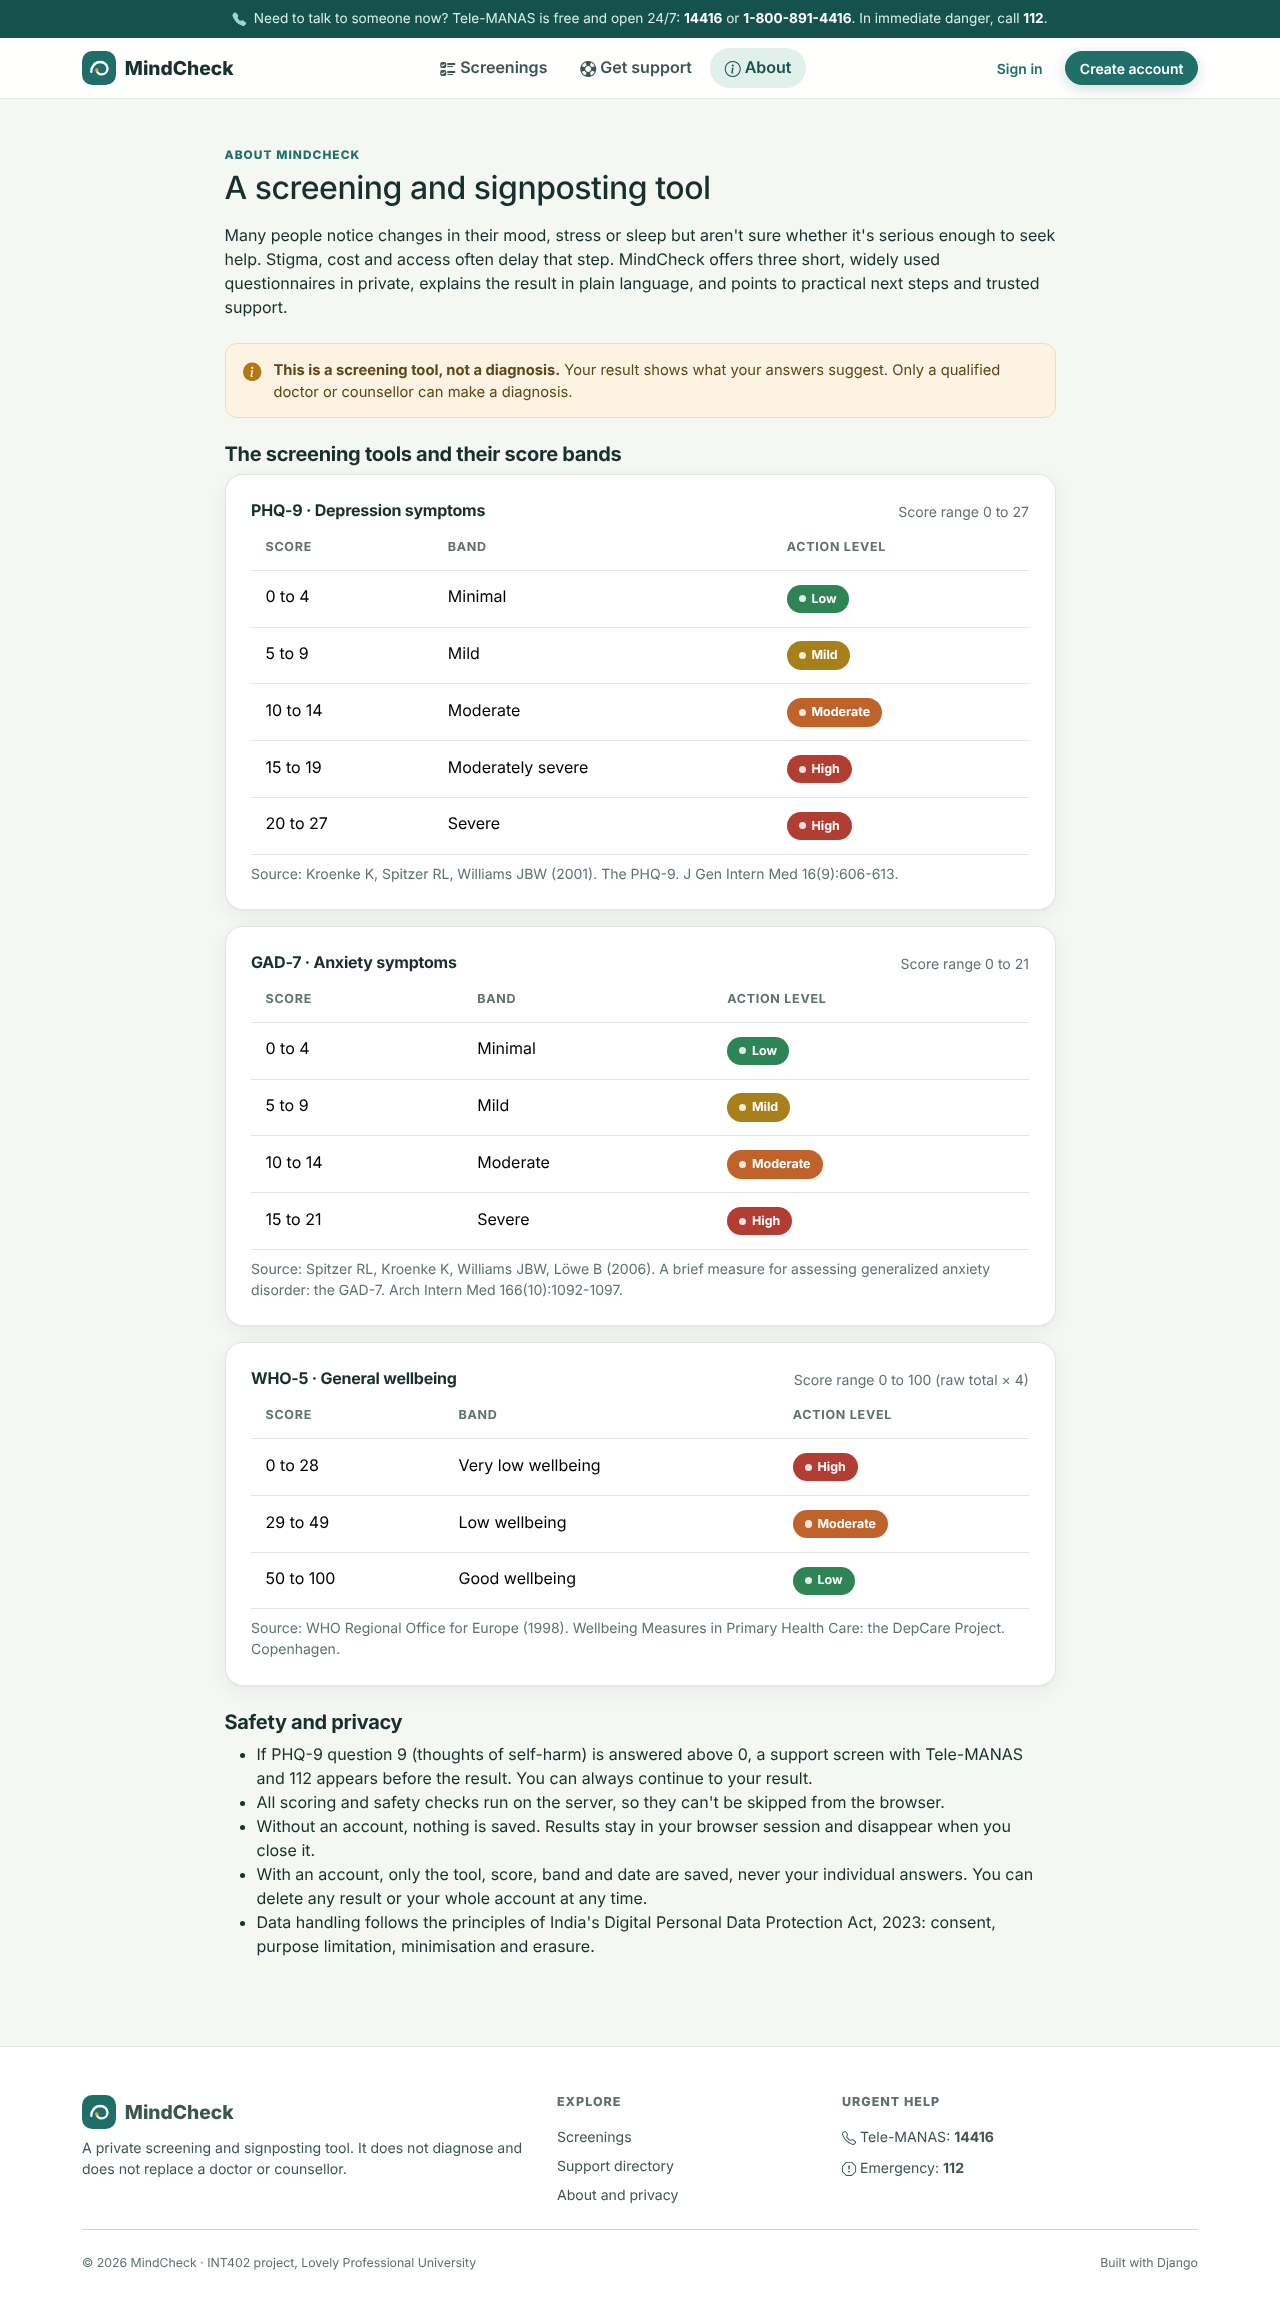 Need to talk to someone now? Tele-MANAS is free and open 24/7: 14416 or 1-800-891-4416. In immediate danger, call 112.
MindCheck
Screenings
Get support
About
Sign in
Create account
ABOUT MINDCHECK
A screening and signposting tool
Many people notice changes in their mood, stress or sleep but aren't sure whether it's serious enough to seek
help. Stigma, cost and access often delay that step. MindCheck offers three short, widely used
questionnaires in private, explains the result in plain language, and points to practical next steps and trusted
support.
This is a screening tool, not a diagnosis. Your result shows what your answers suggest. Only a qualified
doctor or counsellor can make a diagnosis.
The screening tools and their score bands
PHQ-9 · Depression symptoms
Score range 0 to 27
SCORE BAND ACTION LEVEL
0 to 4 Minimal Low
5 to 9 Mild Mild
10 to 14 Moderate Moderate
15 to 19 Moderately severe High
20 to 27 Severe High
Source: Kroenke K, Spitzer RL, Williams JBW (2001). The PHQ-9. J Gen Intern Med 16(9):606-613.
GAD-7 · Anxiety symptoms
Score range 0 to 21
SCORE BAND ACTION LEVEL
0 to 4 Minimal Low
5 to 9 Mild Mild
10 to 14 Moderate Moderate
15 to 21 Severe High
Source: Spitzer RL, Kroenke K, Williams JBW, Löwe B (2006). A brief measure for assessing generalized anxiety
disorder: the GAD-7. Arch Intern Med 166(10):1092-1097.
WHO-5 · General wellbeing
Score range 0 to 100 (raw total × 4)
SCORE BAND ACTION LEVEL
0 to 28 Very low wellbeing High
29 to 49 Low wellbeing Moderate
50 to 100 Good wellbeing Low
Source: WHO Regional Office for Europe (1998). Wellbeing Measures in Primary Health Care: the DepCare Project.
Copenhagen.
Safety and privacy
• If PHQ-9 question 9 (thoughts of self-harm) is answered above 0, a support screen with Tele-MANAS
and 112 appears before the result. You can always continue to your result.
• All scoring and safety checks run on the server, so they can't be skipped from the browser.
• Without an account, nothing is saved. Results stay in your browser session and disappear when you
close it.
• With an account, only the tool, score, band and date are saved, never your individual answers. You can
delete any result or your whole account at any time.
• Data handling follows the principles of India's Digital Personal Data Protection Act, 2023: consent,
purpose limitation, minimisation and erasure.
MindCheck
A private screening and signposting tool. It does not diagnose and
does not replace a doctor or counsellor.
EXPLORE
Screenings
Support directory
About and privacy
URGENT HELP
Tele-MANAS: 14416
Emergency: 112
© 2026 MindCheck · INT402 project, Lovely Professional University
Built with Django